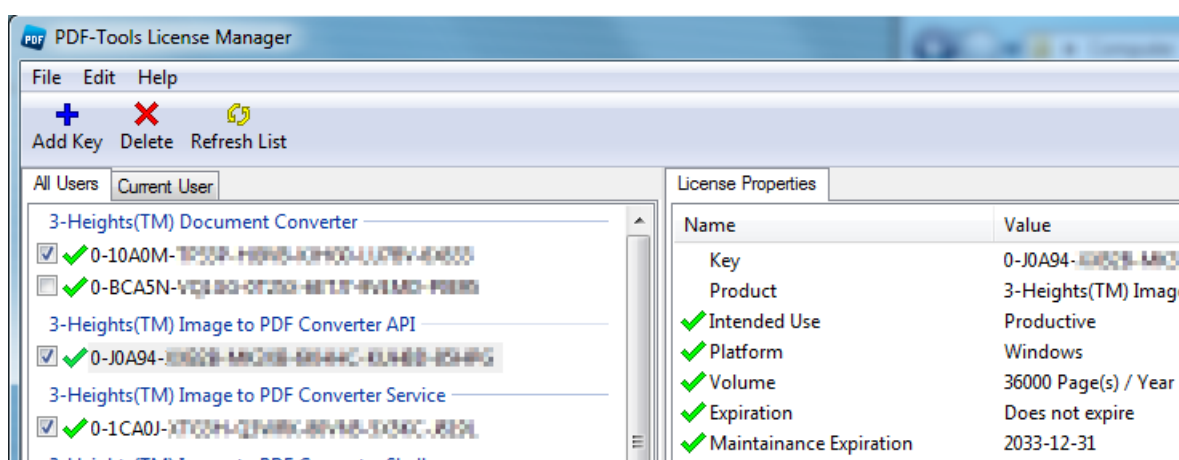 PDF PDF-Tools License Manager
File Edit Help
Add Key Delete Refresh List
All Users Current User
3-Heights(TM) Document Converter
0-10A0M-
0-BCA5N-
3-Heights(TM) Image to PDF Converter API
0-J0A94-
3-Heights(TM) Image to PDF Converter Service
0-1CA0J-
License Properties
Name Value
Key 0-J0A94-
Product 3-Heights(TM) Imag
Intended Use Productive
Platform Windows
Volume 36000 Page(s) / Year
Expiration Does not expire
Maintainance Expiration 2033-12-31